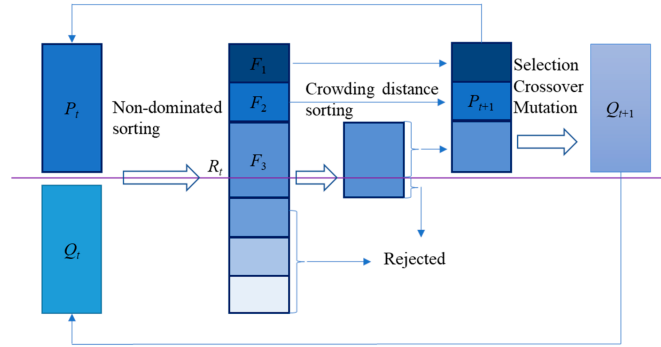 P_t
Q_t
Non-dominated
sorting
R_t
F_1
F_2
F_3
Crowding distance
sorting
Rejected
P_{t+1}
Selection
Crossover
Mutation
Q_{t+1}